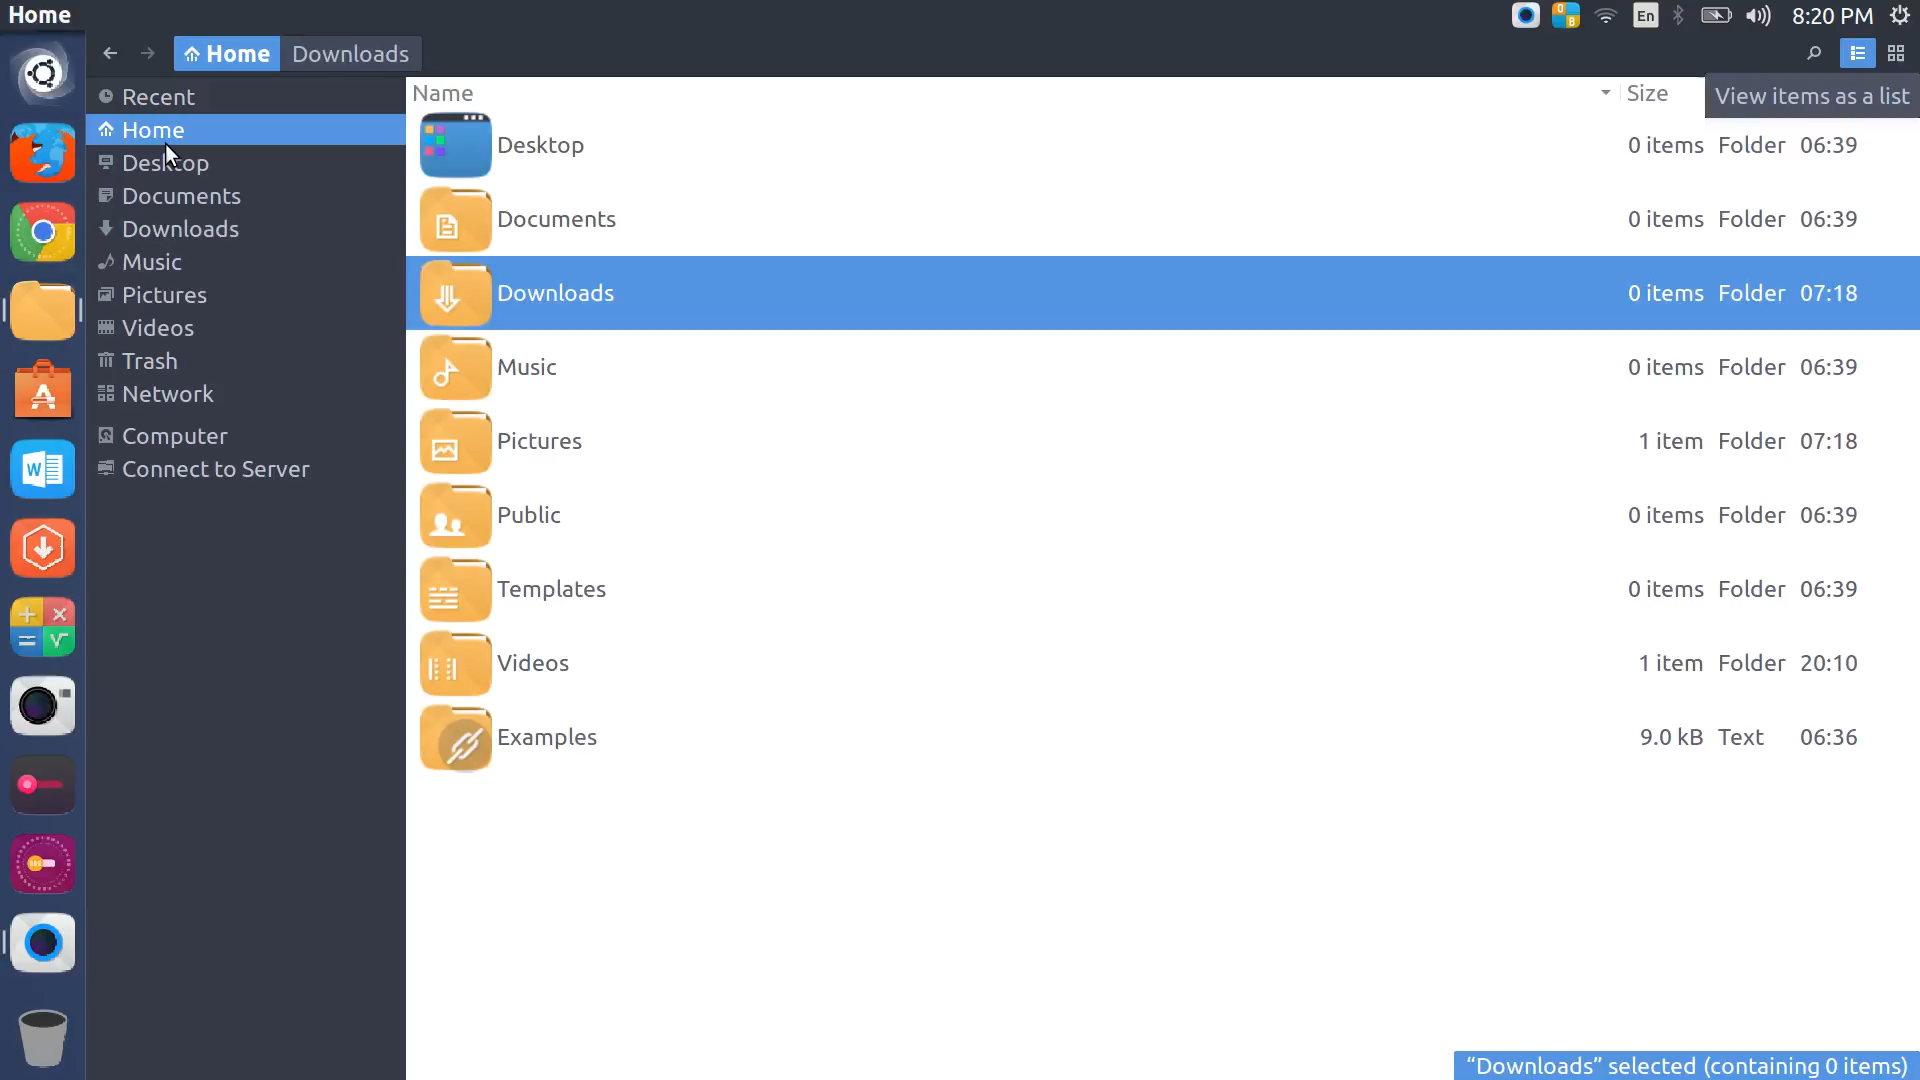 Home
En
8:20 PM
Home Downloads
View items as a list
Recent
Home
Desktop
Documents
Downloads
Music
Pictures
Videos
Trash
Network
Computer
Connect to Server
Name Size
Desktop 0 items Folder 06:39
Documents 0 items Folder 06:39
Downloads 0 items Folder 07:18
Music 0 items Folder 06:39
Pictures 1 item Folder 07:18
Public 0 items Folder 06:39
Templates 0 items Folder 06:39
Videos 1 item Folder 20:10
Examples 9.0 kB Text 06:36
W
“Downloads” selected (containing 0 items)